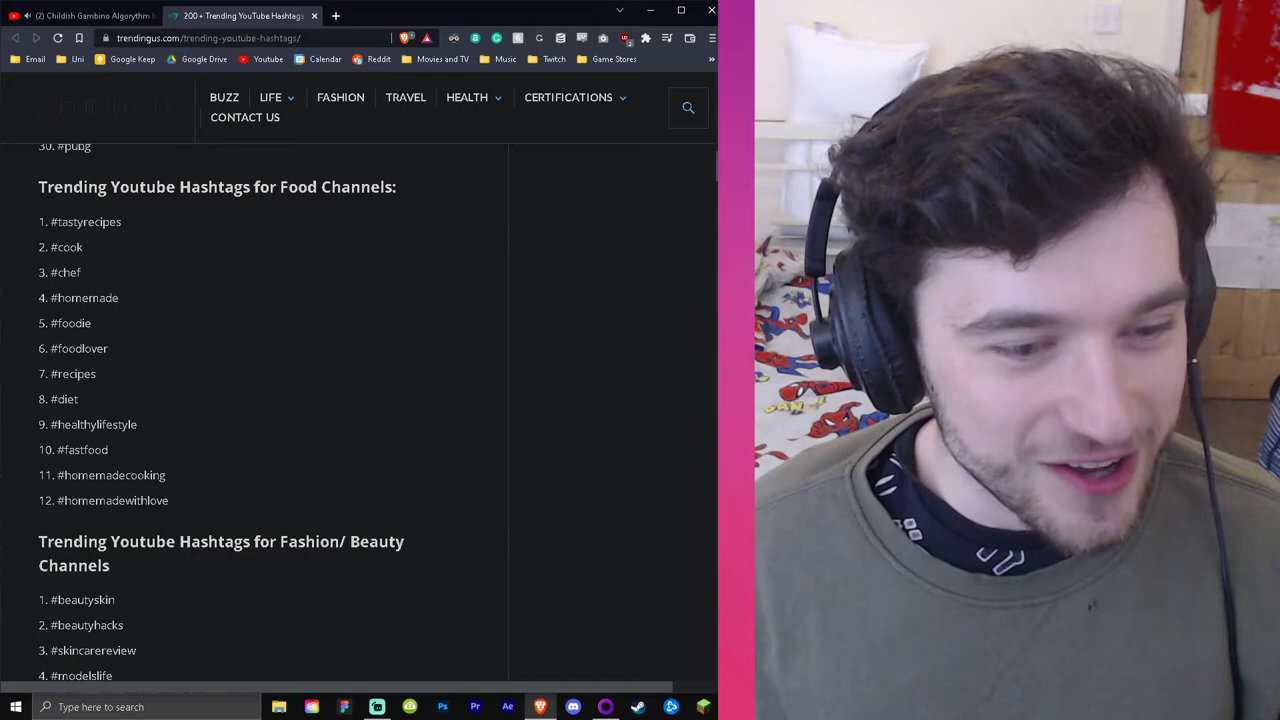 (2) Childish Gambino Algorythm
200+ Trending YouTube Hashtags
trendingus.com/trending-youtube-hashtags/
Email Uni Google Keep Google Drive Youtube Calendar Reddit Movies and TV Music Twitch Game Stores
BUZZ LIFE FASHION TRAVEL HEALTH CERTIFICATIONS
CONTACT US
30. #pubg
Trending Youtube Hashtags for Food Channels:
1. #tastyrecipes
2. #cook
3. #chef
4. #homemade
5. #foodie
6. #foodlover
7. #recipes
8. #diet
9. #healthylifestyle
10. #fastfood
11. #homemadecooking
12. #homemadewithlove
Trending Youtube Hashtags for Fashion/ Beauty
Channels
1. #beautyskin
2. #beautyhacks
3. #skincarereview
4. #modelslife
Type here to search
Ps Pr Ae